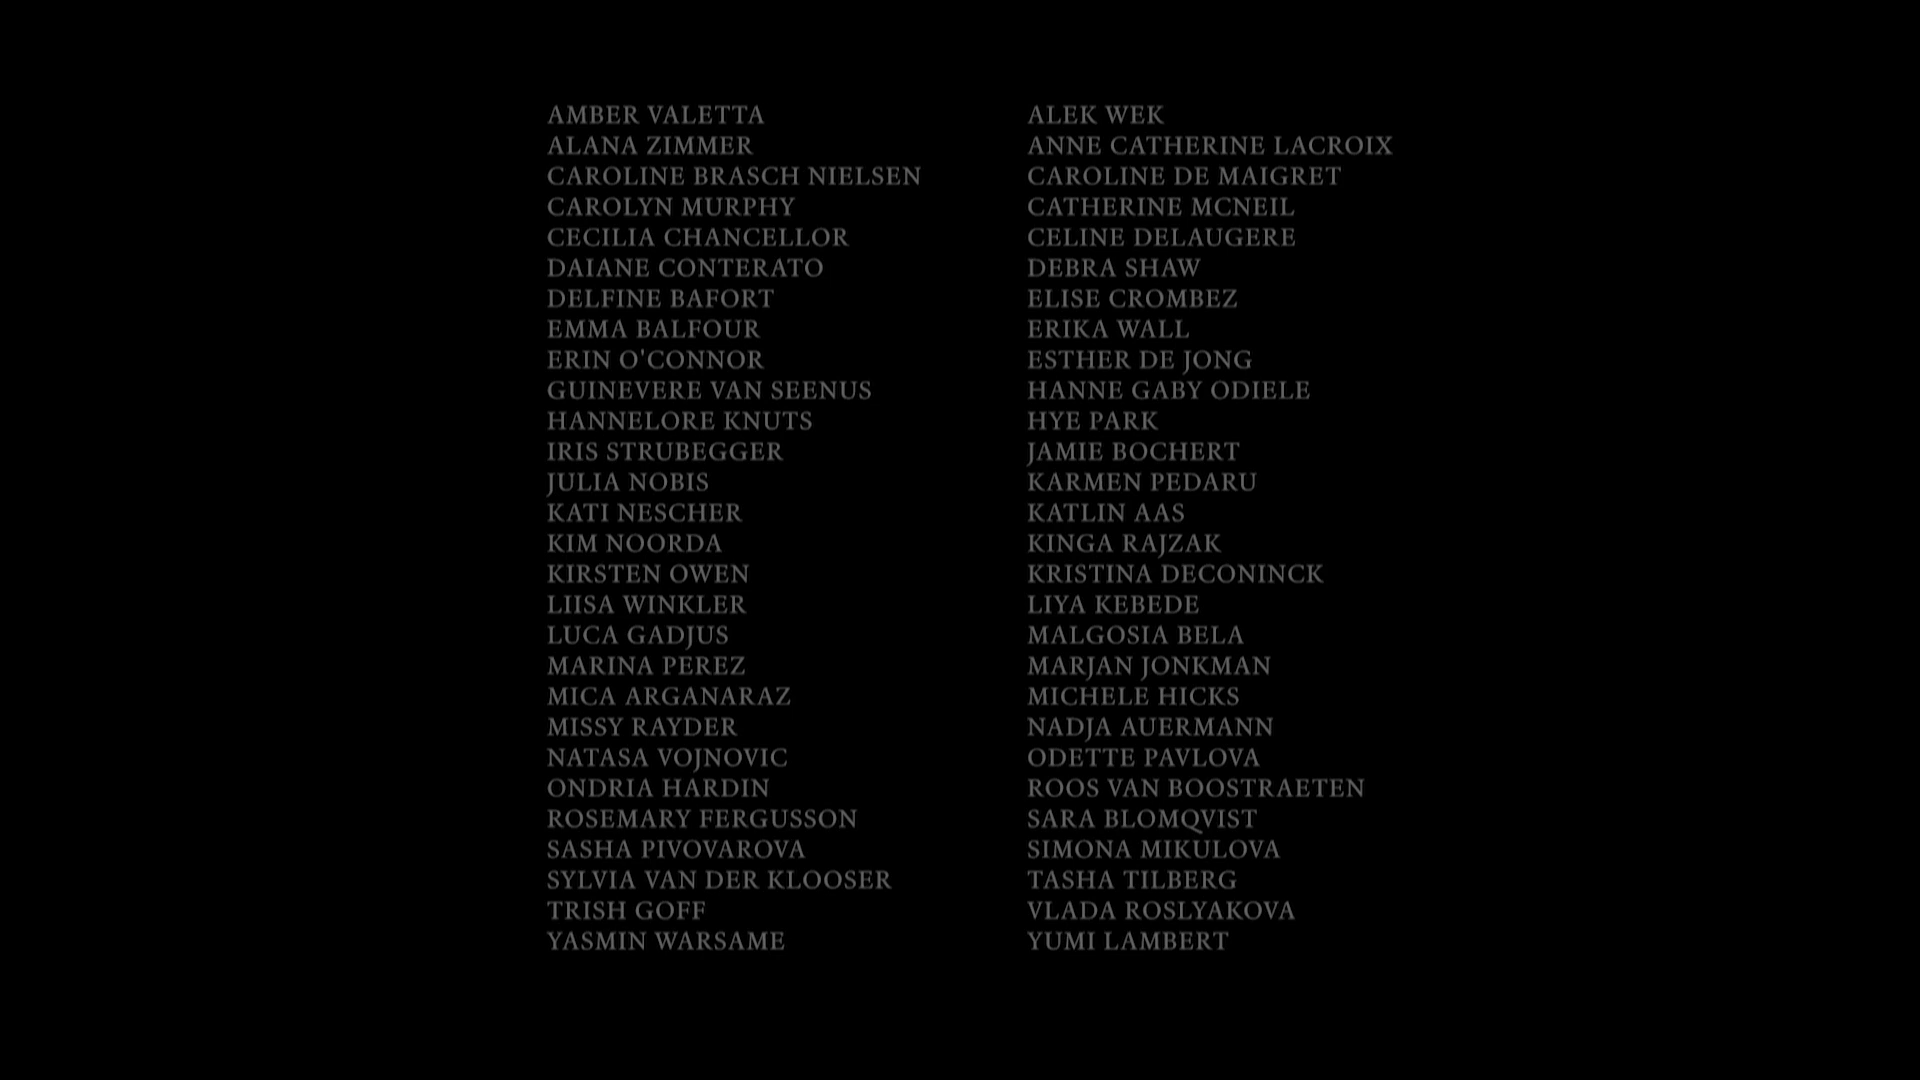 AMBER VALETTA
ALANA ZIMMER
CAROLINE BRASCH NIELSEN
CAROLYN MURPHY
CECILIA CHANCELLOR
DAIANE CONTERATO
DELFINE BAFORT
EMMA BALFOUR
ERIN O'CONNOR
GUINEVERE VAN SEENUS
HANNELORE KNUTS
IRIS STRUBEGGER
JULIA NOBIS
KATI NESCHER
KIM NOORDA
KIRSTEN OWEN
LIISA WINKLER
LUCA GADJUS
MARINA PEREZ
MICA ARGANARAZ
MISSY RAYDER
NATASA VOJNOVIC
ONDRIA HARDIN
ROSEMARY FERGUSSON
SASHA PIVOVAROVA
SYLVIA VAN DER KLOOSER
TRISH GOFF
YASMIN WARSAME
ALEK WEK
ANNE CATHERINE LACROIX
CAROLINE DE MAIGRET
CATHERINE MCNEIL
CELINE DELAUGERE
DEBRA SHAW
ELISE CROMBEZ
ERIKA WALL
ESTHER DE JONG
HANNE GABY ODIELE
HYE PARK
JAMIE BOCHERT
KARMEN PEDARU
KATLIN AAS
KINGA RAJZAK
KRISTINA DECONINCK
LIYA KEBEDE
MALGOSIA BELA
MARJAN JONKMAN
MICHELE HICKS
NADJA AUERMANN
ODETTE PAVLOVA
ROOS VAN BOOSTRAETEN
SARA BLOMQVIST
SIMONA MIKULOVA
TASHA TILBERG
VLADA ROSLYAKOVA
YUMI LAMBERT